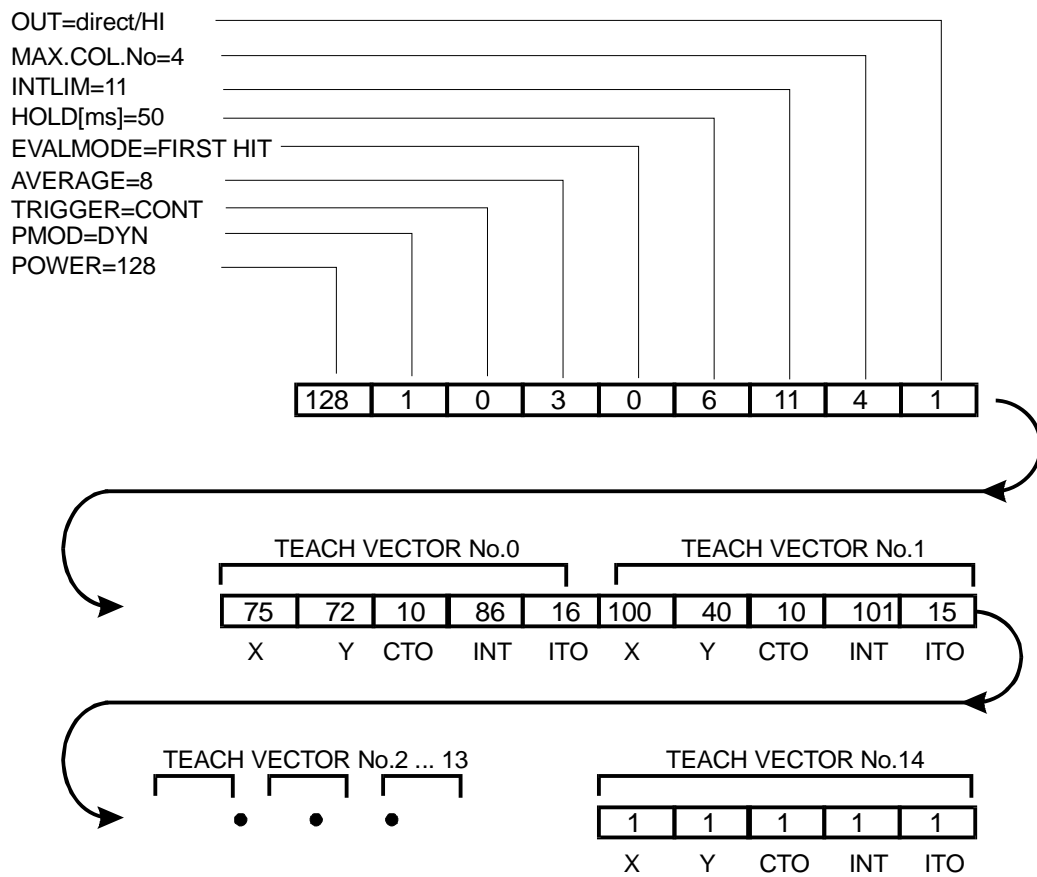 OUT=direct/HI
MAX.COL.No=4
INTLIM=11
HOLD[ms]=50
EVALMODE=FIRST HIT
AVERAGE=8
TRIGGER=CONT
PMOD=DYN
POWER=128
128 1 0 3 0 6 11 4 1
TEACH VECTOR No.0 TEACH VECTOR No.1
75 72 10 86 16 100 40 10 101 15
X Y CTO INT ITO X Y CTO INT ITO
TEACH VECTOR No.2 ... 13 TEACH VECTOR No.14
1 1 1 1 1
X Y CTO INT ITO